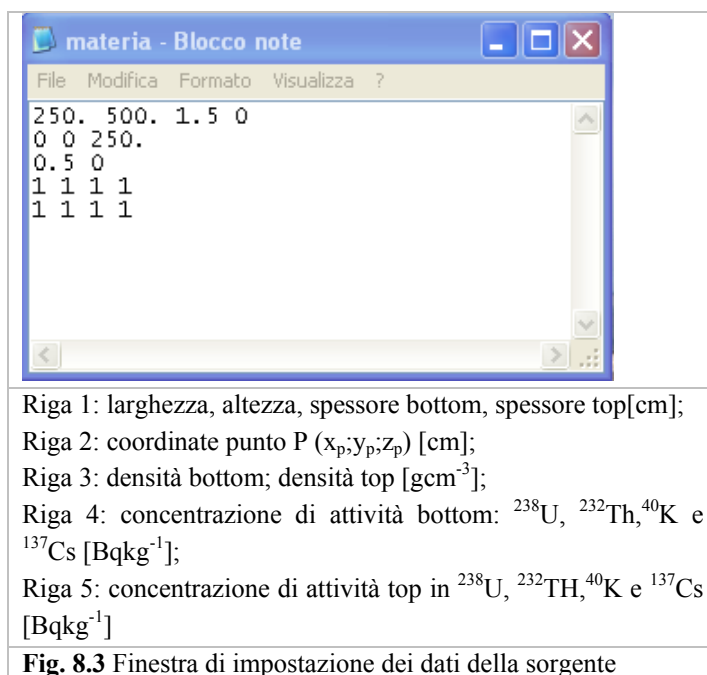 materia - Blocco note
File Modifica Formato Visualizza ?
250. 500. 1.5 0
0 0 250.
0.5 0
1 1 1 1
1 1 1 1
Riga 1: larghezza, altezza, spessore bottom, spessore top[cm];
Riga 2: coordinate punto P (xₚ;yₚ;zₚ) [cm];
Riga 3: densità bottom; densità top [gcm⁻³];
Riga 4: concentrazione di attività bottom: ²³⁸U, ²³²Th,⁴⁰K e
¹³⁷Cs [Bqkg⁻¹];
Riga 5: concentrazione di attività top in ²³⁸U, ²³²TH,⁴⁰K e ¹³⁷Cs
[Bqkg⁻¹]
Fig. 8.3 Finestra di impostazione dei dati della sorgente